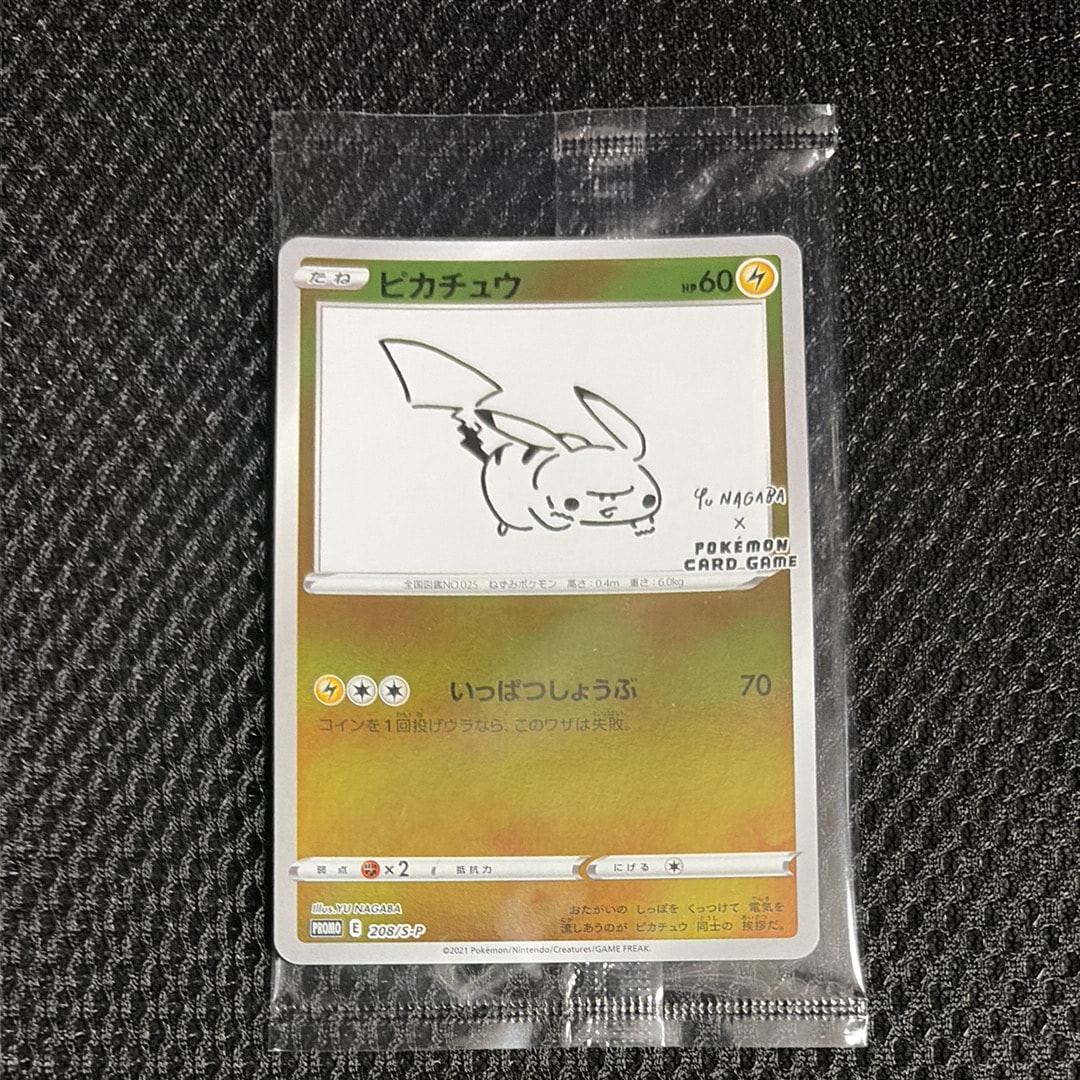 たね ピカチュウ HP60
YU NAGABA
×
POKÉMON
CARD GAME
全国図鑑NO.025 ねずみポケモン 高さ:0.4m 重さ:6.0kg
いっぱつしょうぶ 70
コインを1回投げウラなら、このワザは失敗。
弱点 ×2 抵抗力 にげる
Illus. YU NAGABA
おたがいの しっぽを くっつけて 電気を
流しあうのが ピカチュウ 同士の 挨拶だ。
PROMO E 208/S-P
©2021 Pokémon/Nintendo/Creatures/GAME FREAK.